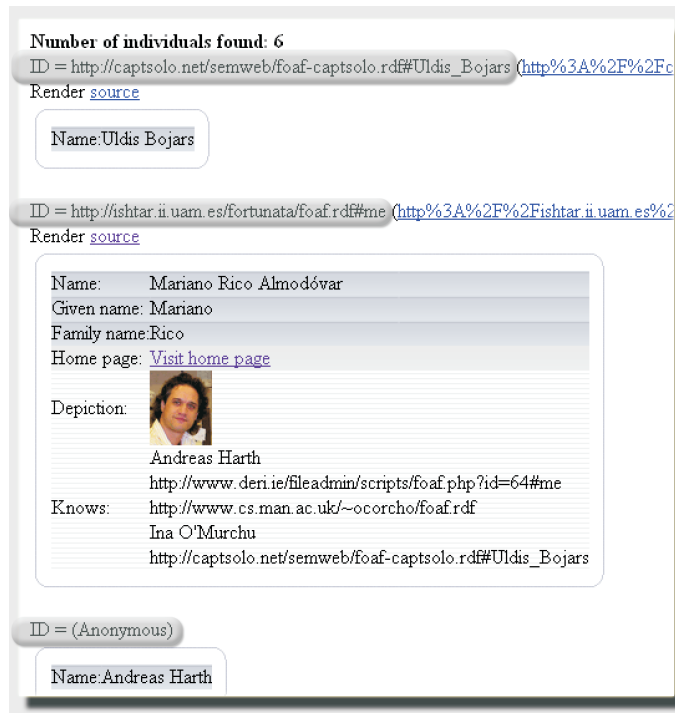 Number of individuals found: 6
ID = http://captsolo.net/semweb/foaf-captsolo.rdf#Uldis_Bojars (http%3A%2F%2Fc
Render source
Name:Uldis Bojars
ID = http://ishtar.ii.uam.es/fortunata/foaf.rdf#me (http%3A%2F%2Fishtar.ii.uam.es%2
Render source
Name: Mariano Rico Almodóvar
Given name: Mariano
Family name:Rico
Home page: Visit home page
Depiction:
Knows:
Andreas Harth
http://www.deri.ie/fileadmin/scripts/foaf.php?id=64#me
http://www.cs.man.ac.uk/~ocorcho/foaf.rdf
Ina O'Murchu
http://captsolo.net/semweb/foaf-captsolo.rdf#Uldis_Bojars
ID = (Anonymous)
Name:Andreas Harth